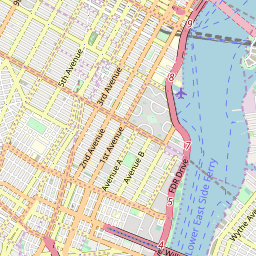 9
9
8
5th Avenue
3rd Avenue
2nd Avenue
1st Avenue
7
Avenue A
Avenue B
FDR Drive
Lower East Side Ferry
Wythe Ave
5
4